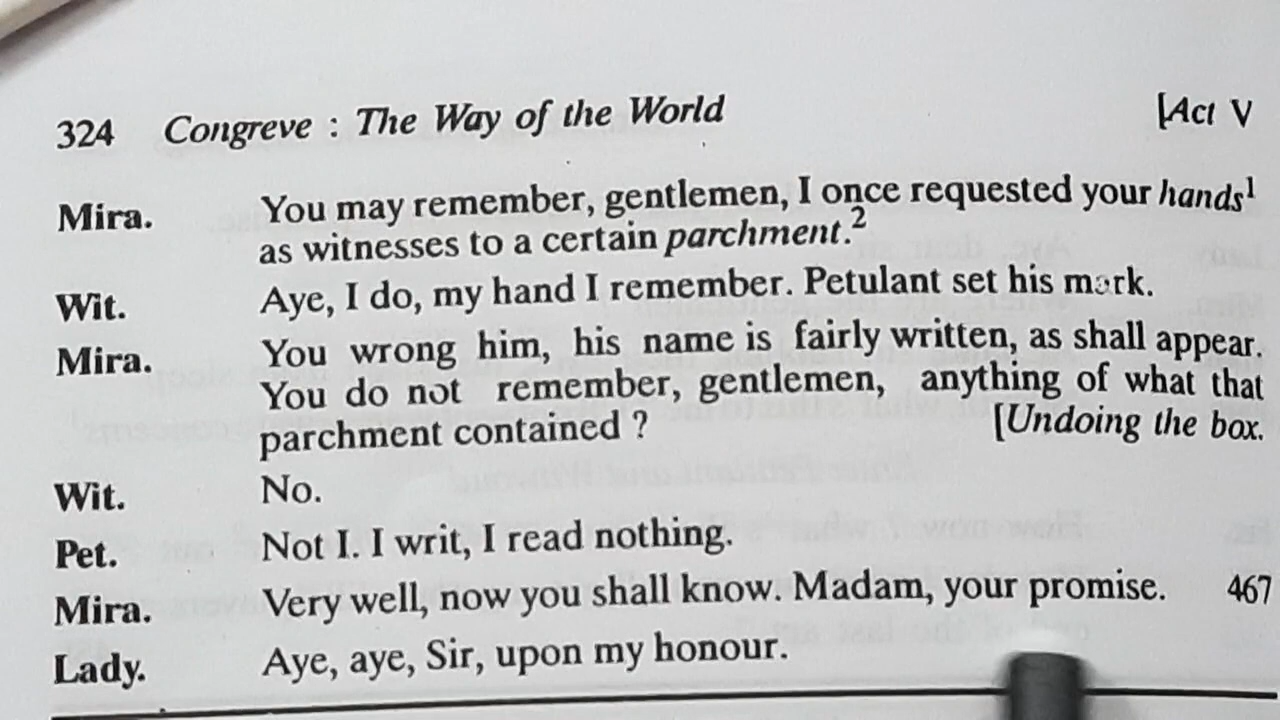 324 Congreve : The Way of the World [Act V
Mira. You may remember, gentlemen, I once requested your hands¹
as witnesses to a certain parchment.²
Wit. Aye, I do, my hand I remember. Petulant set his mark.
Mira. You wrong him, his name is fairly written, as shall appear.
You do not remember, gentlemen, anything of what that
parchment contained ? [Undoing the box.
Wit. No.
Pet. Not I. I writ, I read nothing.
Mira. Very well, now you shall know. Madam, your promise. 467
Lady. Aye, aye, Sir, upon my honour.